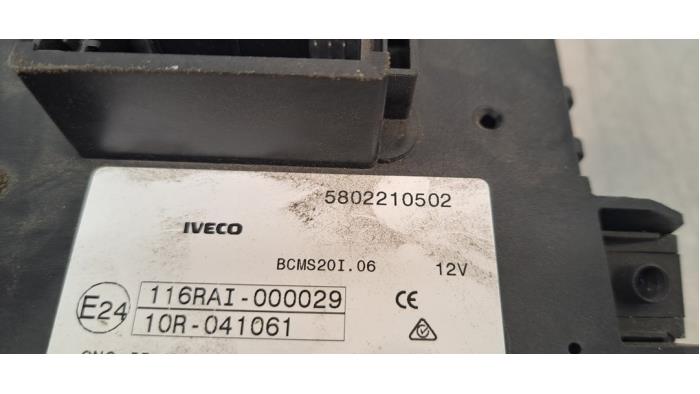 5802210502
IVECO
BCMS20I.06 12V
E24 116RAI-000029 CE
10R-041061